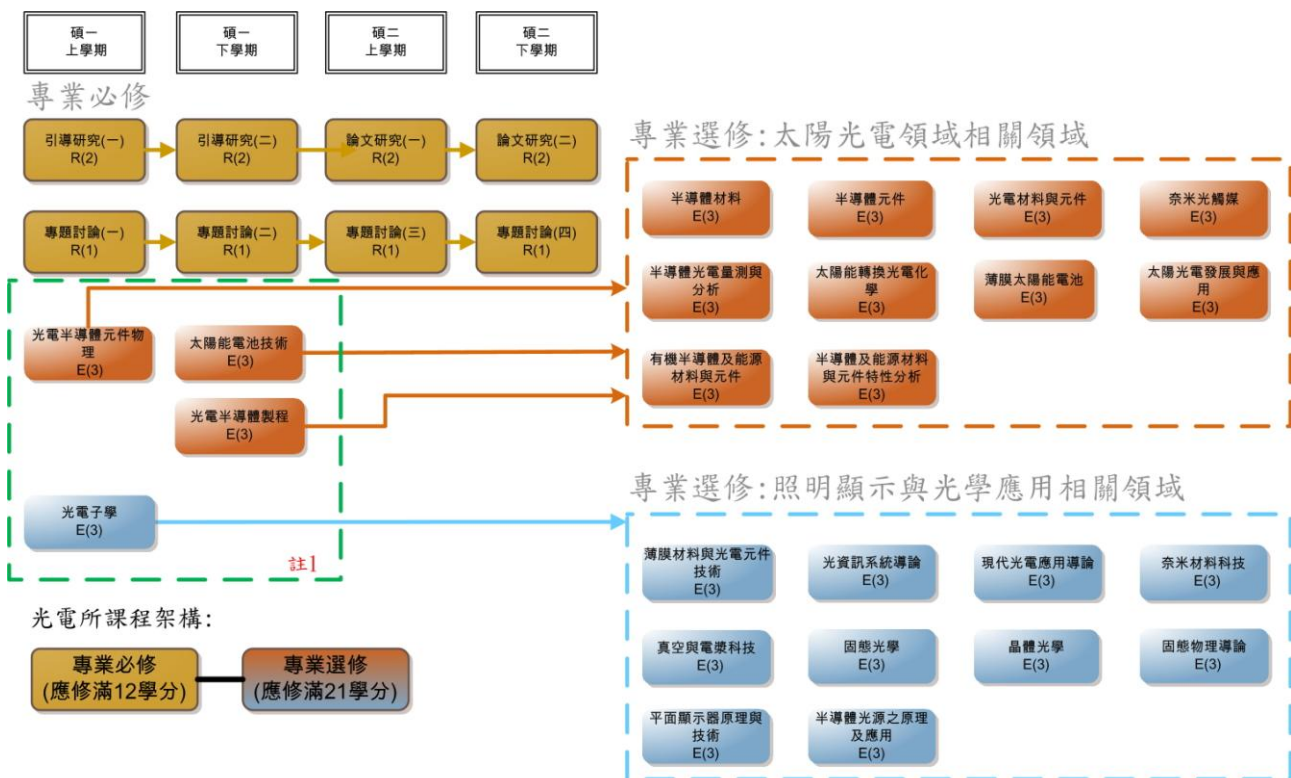 碩一
上學期
碩一
下學期
碩二
上學期
碩二
下學期
專業必修
引導研究(一)
R(2)
引導研究(二)
R(2)
論文研究(一)
R(2)
論文研究(二)
R(2)
專題討論(一)
R(1)
專題討論(二)
R(1)
專題討論(三)
R(1)
專題討論(四)
R(1)
光電半導體元件物
理
E(3)
太陽能電池技術
E(3)
光電半導體製程
E(3)
光電子學
E(3)
註1
光電所課程架構:
專業必修
(應修滿12學分)
專業選修
(應修滿21學分)
專業選修:太陽光電領域相關領域
半導體材料
E(3)
半導體元件
E(3)
光電材料與元件
E(3)
奈米光觸媒
E(3)
半導體光電量測與
分析
E(3)
太陽能轉換光電化
學
E(3)
薄膜太陽能電池
E(3)
太陽光電發展與應
用
E(3)
有機半導體及能源
材料與元件
E(3)
半導體及能源材料
與元件特性分析
E(3)
專業選修:照明顯示與光學應用相關領域
薄膜材料與光電元件
技術
E(3)
光資訊系統導論
E(3)
現代光電應用導論
E(3)
奈米材料科技
E(3)
真空與電漿科技
E(3)
固態光學
E(3)
晶體光學
E(3)
固態物理導論
E(3)
平面顯示器原理與
技術
E(3)
半導體光源之原理
及應用
E(3)